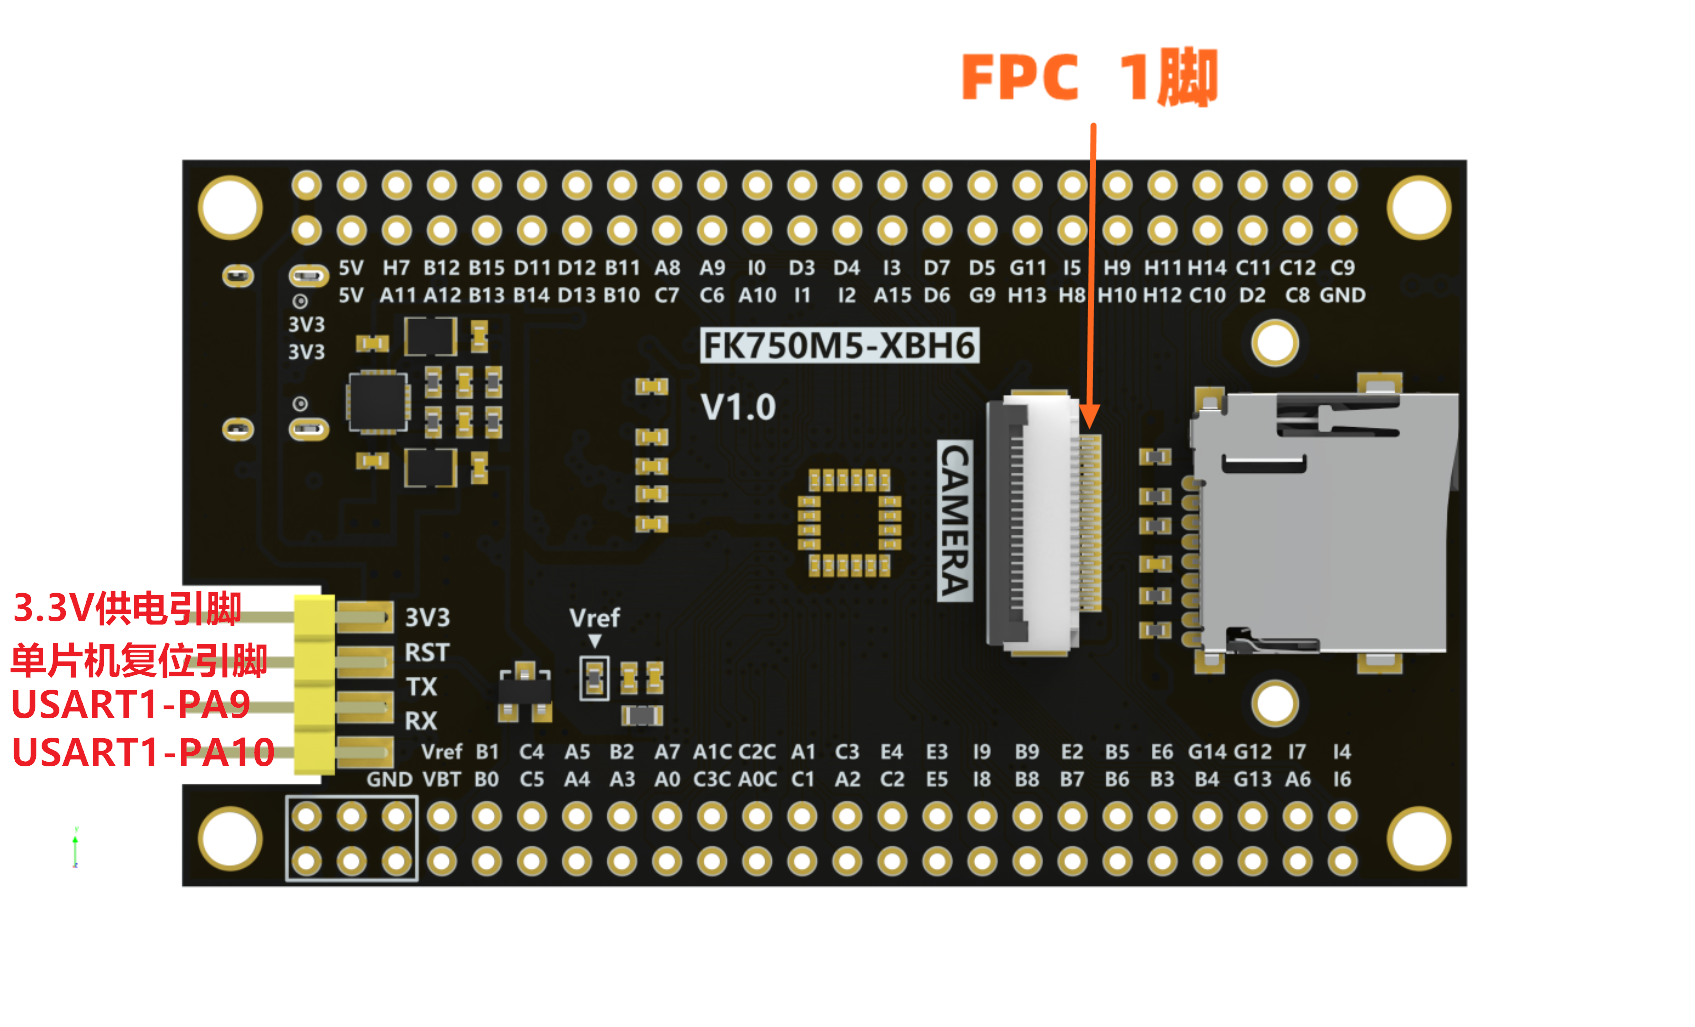 FPC 1脚
5V H7 B12 B15 D11 D12 B11 A8 A9 I0 D3 D4 I3 D7 D5 G11 I5 H9 H11 H14 C11 C12 C9
5V A11 A12 B13 B14 D13 B10 C7 C6 A10 I1 I2 A15 D6 G9 H13 H8 H10 H12 C10 D2 C8 GND
3V3
3V3
FK750M5-XBH6
V1.0
CAMERA
3.3V供电引脚
单片机复位引脚
USART1-PA9
USART1-PA10
3V3
RST
TX
RX
Vref
Vref B1 C4 A5 B2 A7 A1C C2C A1 C3 E4 E3 I9 B9 E2 B5 E6 G14 G12 I7 I4
GND VBT B0 C5 A4 A3 A0 C3C A0C C1 A2 C2 E5 I8 B8 B7 B6 B3 B4 G13 A6 I6